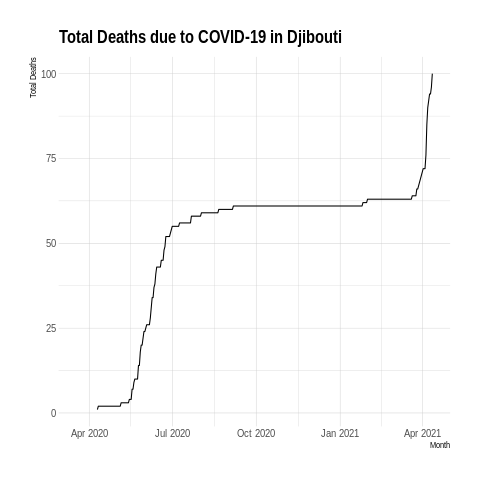 Total Deaths due to COVID-19 in Djibouti
Total Deaths
100
75
50
25
0
Apr 2020 Jul 2020 Oct 2020 Jan 2021 Apr 2021
Month